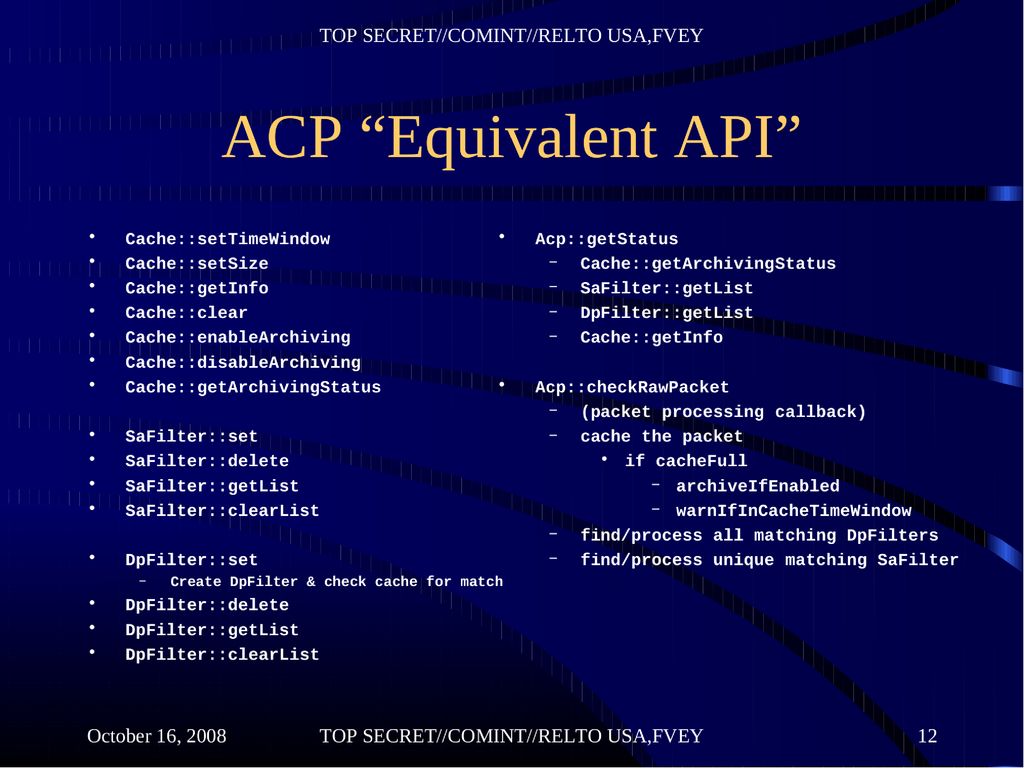 TOP SECRET//COMINT//RELTO USA,FVEY
ACP “Equivalent API”
• Cache::setTimeWindow
• Cache::setSize
• Cache::getInfo
• Cache::clear
• Cache::enableArchiving
• Cache::disableArchiving
• Cache::getArchivingStatus
• SaFilter::set
• SaFilter::delete
• SaFilter::getList
• SaFilter::clearList
• DpFilter::set
– Create DpFilter & check cache for match
• DpFilter::delete
• DpFilter::getList
• DpFilter::clearList
• Acp::getStatus
– Cache::getArchivingStatus
– SaFilter::getList
– DpFilter::getList
– Cache::getInfo
• Acp::checkRawPacket
– (packet processing callback)
– cache the packet
• if cacheFull
– archiveIfEnabled
– warnIfInCacheTimeWindow
– find/process all matching DpFilters
– find/process unique matching SaFilter
October 16, 2008 TOP SECRET//COMINT//RELTO USA,FVEY 12